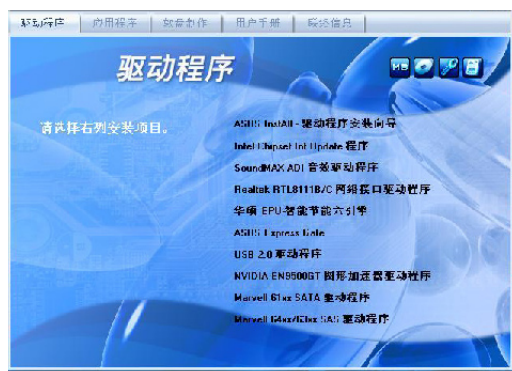 驱动程序 应用程序 软盘制作 用户手册 联络信息
驱动程序
请选择右列安装项目。
ASUS InstAll - 驱动程序安装向导
Intel Chipset Inf Update 程序
SoundMAX ADI 音效驱动程序
Realtek RTL8111B/C 网络接口驱动程序
华硕 EPU-智能节能六引擎
ASUS Express Gate
USB 2.0 驱动程序
NVIDIA EN9500GT 图形加速器驱动程序
Marvell 61xx SATA 驱动程序
Marvell 64xx/63xx SAS 驱动程序